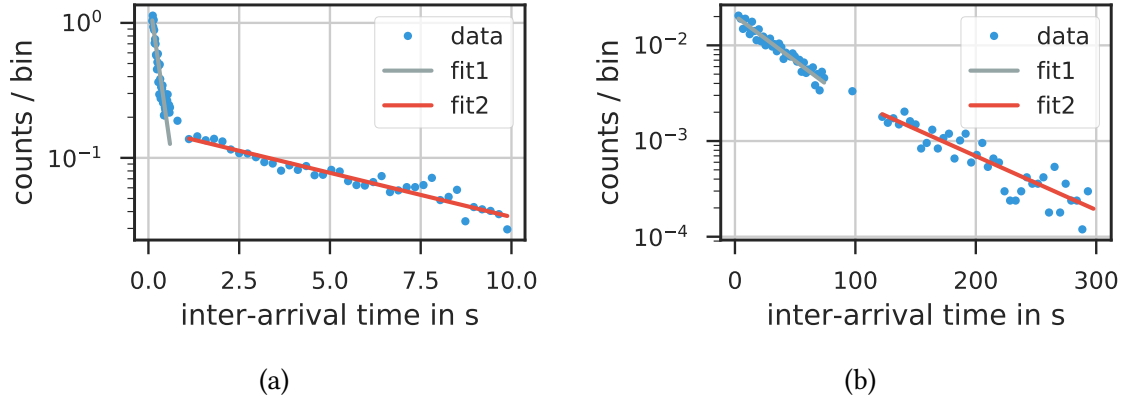 10⁰
10⁻¹
counts / bin
data
fit1
fit2
0.0 2.5 5.0 7.5 10.0
inter-arrival time in s
(a)
10⁻²
10⁻³
10⁻⁴
counts / bin
data
fit1
fit2
0 100 200 300
inter-arrival time in s
(b)